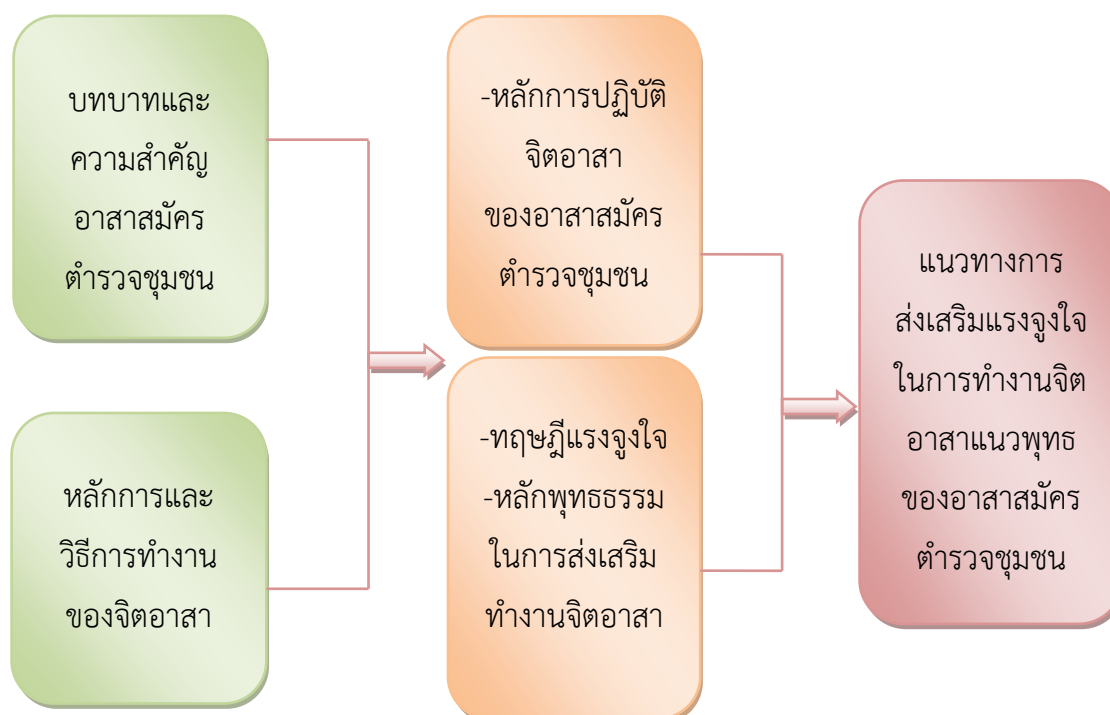 บทบาทและ
ความสำคัญ
อาสาสมัคร
ตำรวจชุมชน
หลักการและ
วิธีการทำงาน
ของจิตอาสา
-หลักการปฏิบัติ
จิตอาสา
ของอาสาสมัคร
ตำรวจชุมชน
-ทฤษฎีแรงจูงใจ
-หลักพุทธธรรม
ในการส่งเสริม
ทำงานจิตอาสา
แนวทางการ
ส่งเสริมแรงจูงใจ
ในการทำงานจิต
อาสาแนวพุทธ
ของอาสาสมัคร
ตำรวจชุมชน